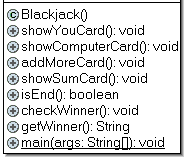 Blackjack()
showYouCard(): void
showComputerCard(): void
addMoreCard(): void
showSumCard(): void
isEnd(): boolean
checkWinner(): void
getWinner(): String
main(args: String[]): void